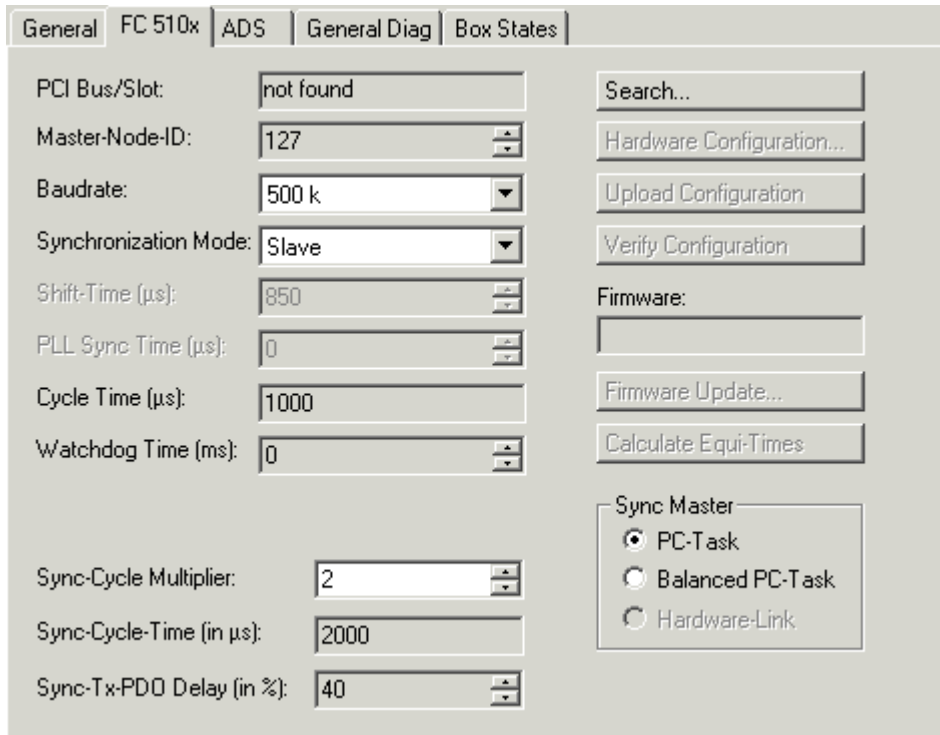 General FC 510x ADS General Diag Box States
PCI Bus/Slot: not found Search...
Master-Node-ID: 127 Hardware Configuration...
Baudrate: 500 k Upload Configuration
Synchronization Mode: Slave Verify Configuration
Shift-Time (µs): 850 Firmware:
PLL Sync Time (µs): 0
Cycle Time (µs): 1000 Firmware Update...
Watchdog Time (ms): 0 Calculate Equi-Times
Sync Master
PC-Task
Sync-Cycle Multiplier: 2 Balanced PC-Task
Sync-Cycle-Time (in µs): 2000 Hardware-Link
Sync-Tx-PDO Delay (in %): 40